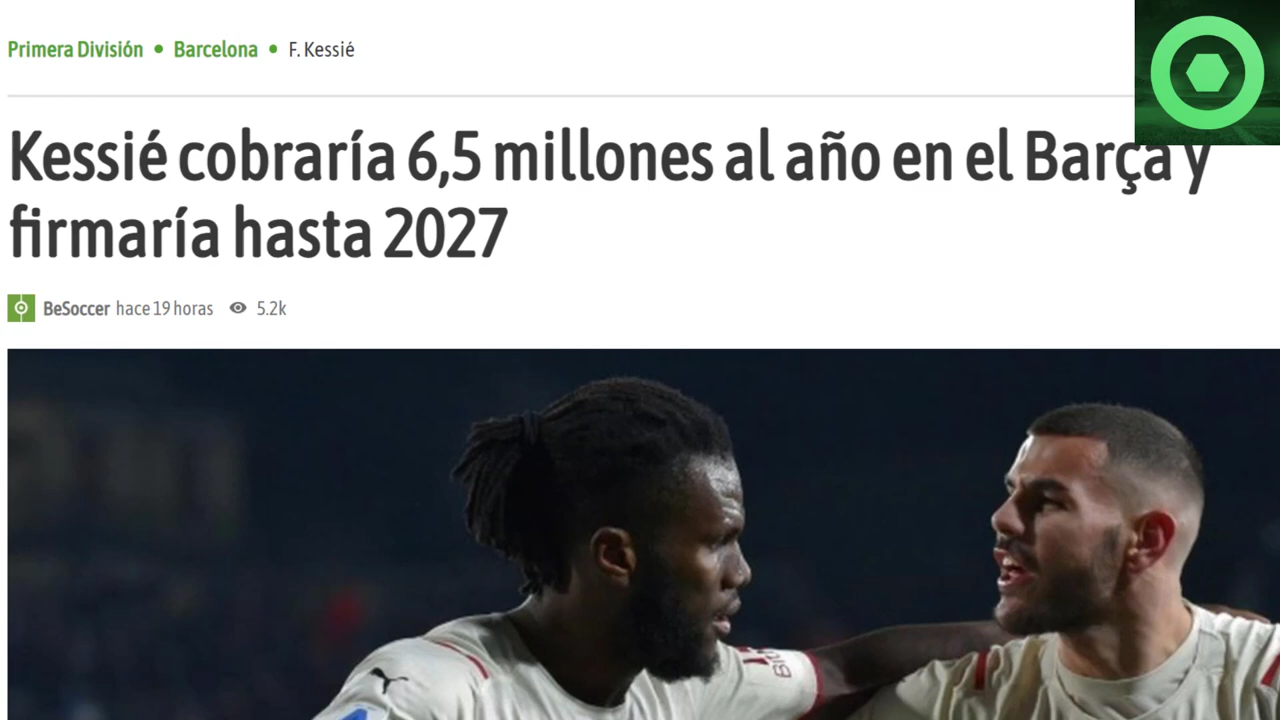 Primera División • Barcelona • F. Kessié
Kessié cobraría 6,5 millones al año en el Barça y
firmaría hasta 2027
BeSoccer hace 19 horas 5.2k